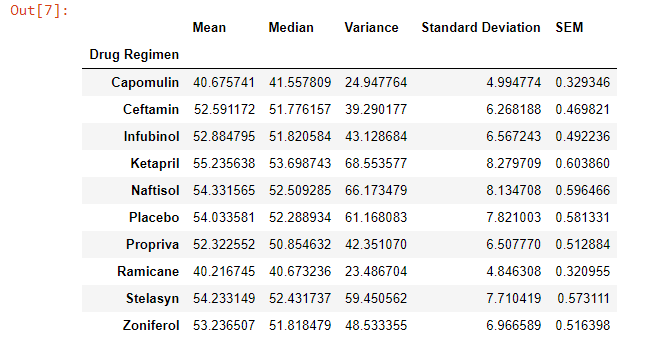 Out[7]:
Mean Median Variance Standard Deviation SEM
Drug Regimen
Capomulin 40.675741 41.557809 24.947764 4.994774 0.329346
Ceftamin 52.591172 51.776157 39.290177 6.268188 0.469821
Infubinol 52.884795 51.820584 43.128684 6.567243 0.492236
Ketapril 55.235638 53.698743 68.553577 8.279709 0.603860
Naftisol 54.331565 52.509285 66.173479 8.134708 0.596466
Placebo 54.033581 52.288934 61.168083 7.821003 0.581331
Propriva 52.322552 50.854632 42.351070 6.507770 0.512884
Ramicane 40.216745 40.673236 23.486704 4.846308 0.320955
Stelasyn 54.233149 52.431737 59.450562 7.710419 0.573111
Zoniferol 53.236507 51.818479 48.533355 6.966589 0.516398